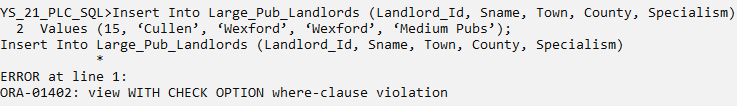 YS_21_PLC_SQL>Insert Into Large_Pub_Landlords (Landlord_Id, Sname, Town, County, Specialism)
2 Values (15, ‘Cullen’, ‘Wexford’, ‘Wexford’, ‘Medium Pubs’);
Insert Into Large_Pub_Landlords (Landlord_Id, Sname, Town, County, Specialism)
*
ERROR at line 1:
ORA-01402: view WITH CHECK OPTION where-clause violation